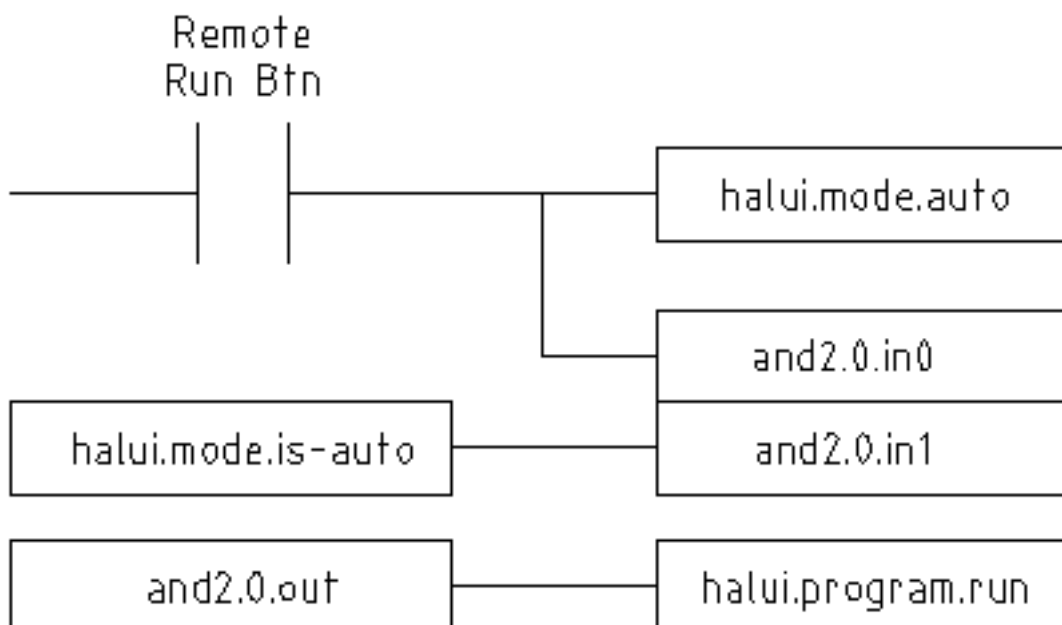 Remote
Run Btn
halui.mode.auto
and2.0.in0
halui.mode.is-auto
and2.0.in1
and2.0.out
halui.program.run